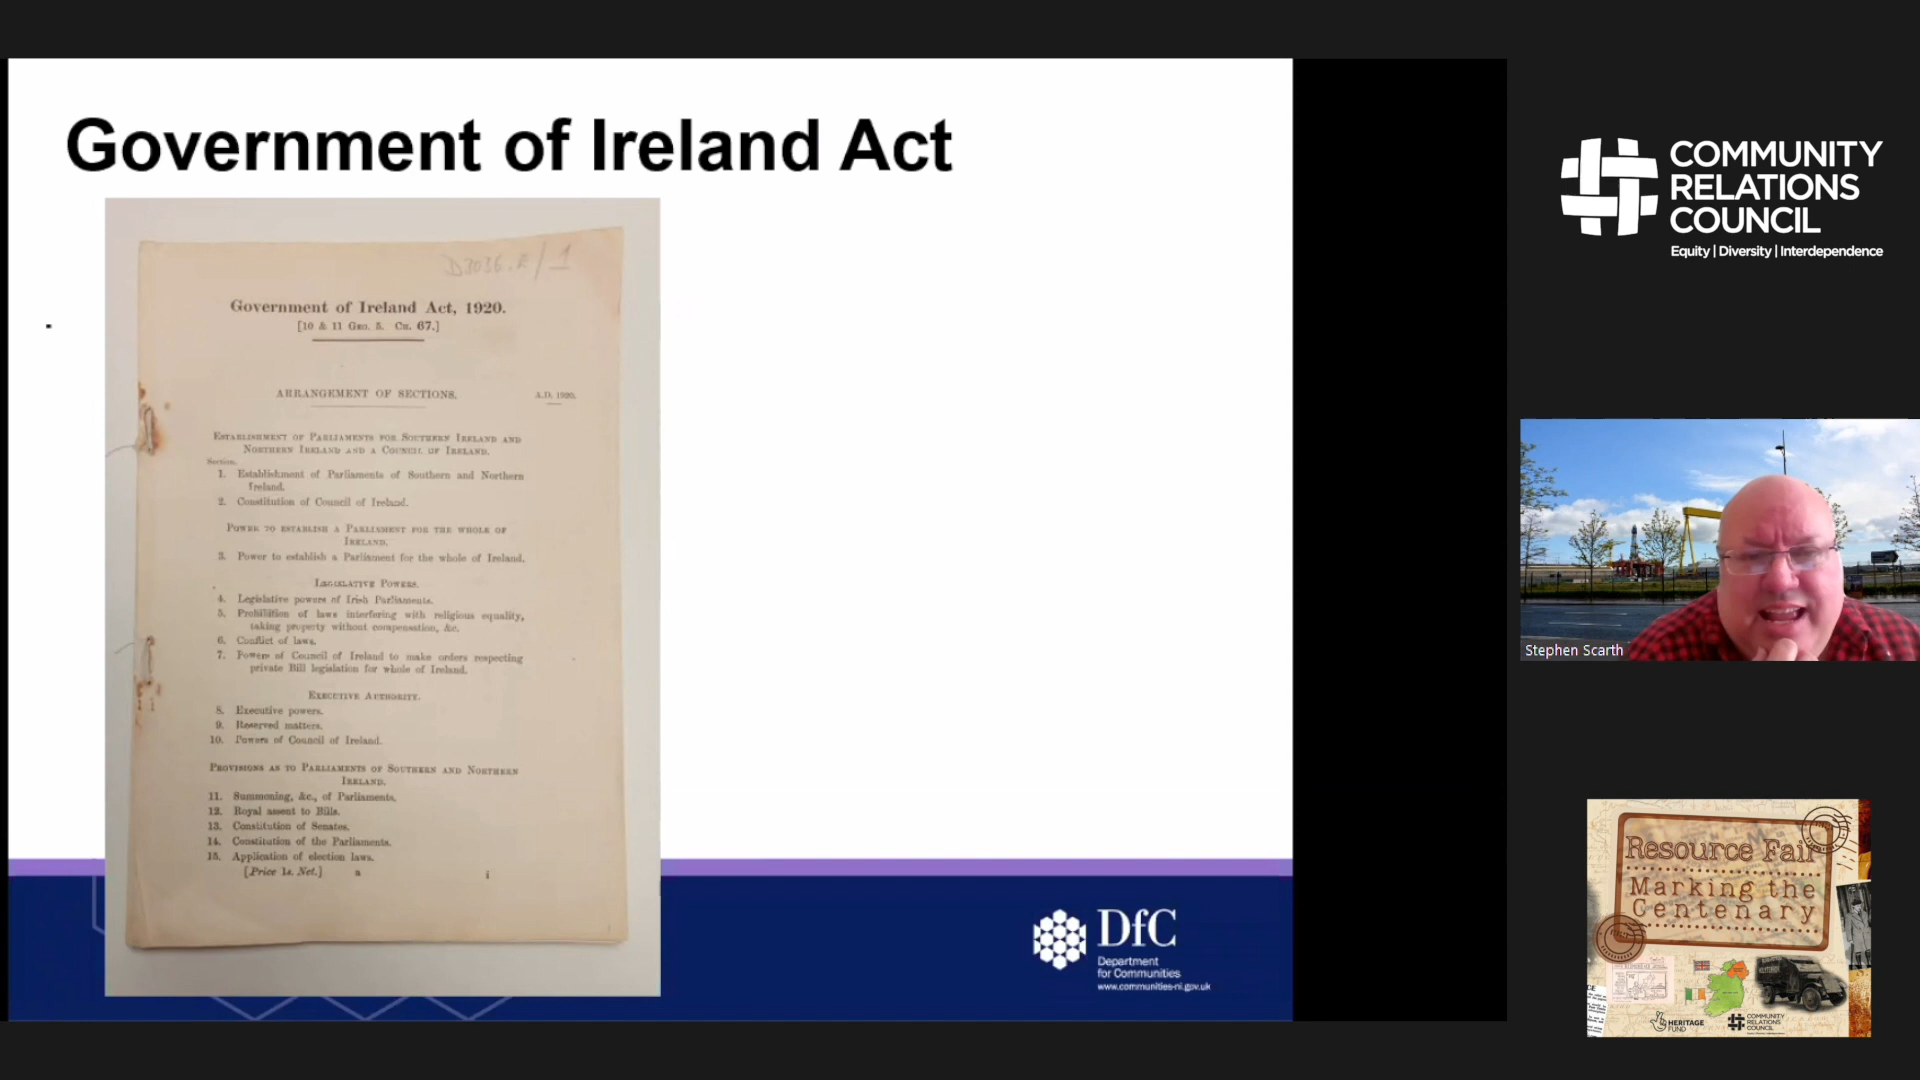 Government of Ireland Act
D3036.A/1
Government of Ireland Act, 1920.
[10 & 11 GEO. 5. CH. 67.]
ARRANGEMENT OF SECTIONS.
A.D. 1920.
ESTABLISHMENT OF PARLIAMENTS FOR SOUTHERN IRELAND AND
NORTHERN IRELAND AND A COUNCIL OF IRELAND.
Section.
1. Establishment of Parliaments of Southern and Northern
Ireland.
2. Constitution of Council of Ireland.
POWER TO ESTABLISH A PARLIAMENT FOR THE WHOLE OF
IRELAND.
3. Power to establish a Parliament for the whole of Ireland.
LEGISLATIVE POWERS.
4. Legislative powers of Irish Parliaments.
5. Prohibition of laws interfering with religious equality,
taking property without compensation, &c.
6. Conflict of laws.
7. Powers of Council of Ireland to make orders respecting
private Bill legislation for whole of Ireland.
EXECUTIVE AUTHORITY.
8. Executive powers.
9. Reserved matters.
10. Powers of Council of Ireland.
PROVISIONS AS TO PARLIAMENTS OF SOUTHERN AND NORTHERN
IRELAND.
11. Summoning, &c., of Parliaments.
12. Royal assent to Bills.
13. Constitution of Senates.
14. Constitution of the Parliaments.
15. Application of election laws.
[Price 1s. Net.] a i
DfC
Department
for Communities
www.communities-ni.gov.uk
COMMUNITY
RELATIONS
COUNCIL
Equity | Diversity | Interdependence
Stephen Scarth
Resource Fair
Marking the
Centenary
HERITAGE
FUND
COMMUNITY
RELATIONS
COUNCIL